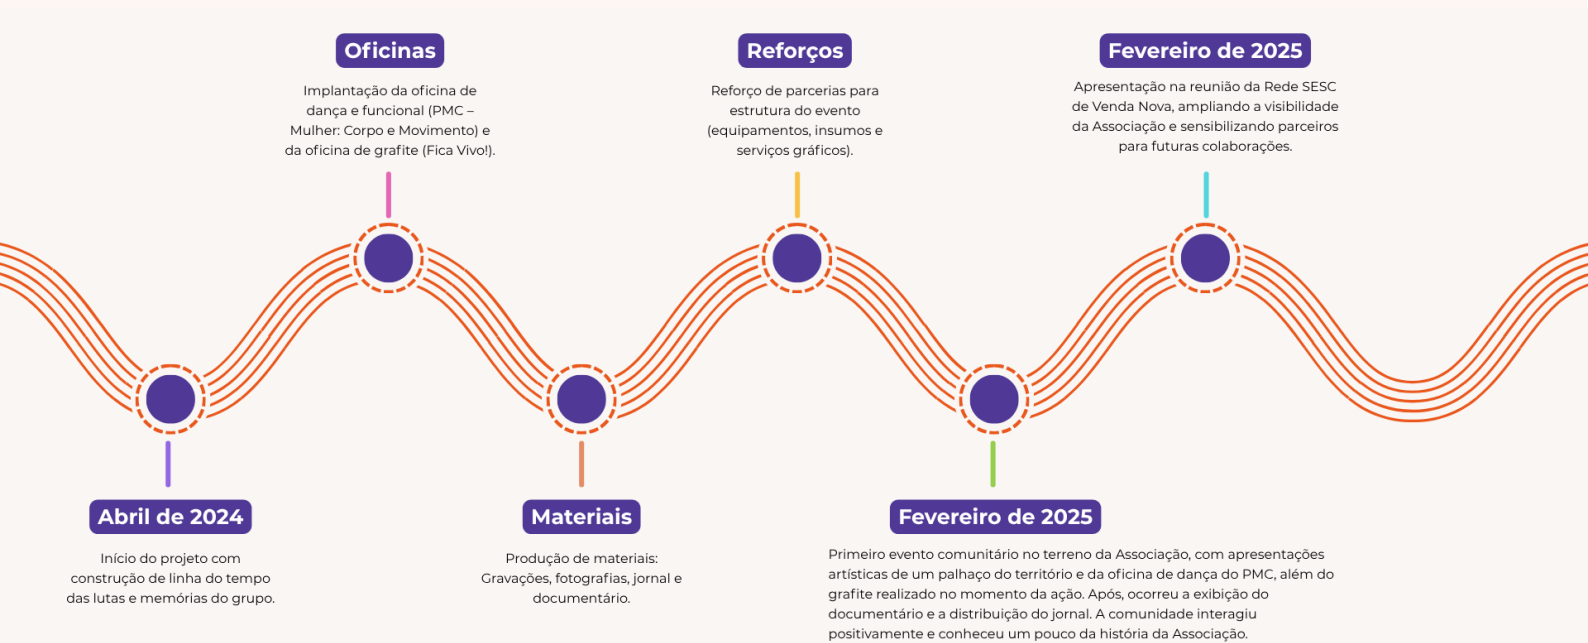 Oficinas
Implantação da oficina de
dança e funcional (PMC –
Mulher: Corpo e Movimento) e
da oficina de grafite (Fica Vivo!).
Reforços
Reforço de parcerias para
estrutura do evento
(equipamentos, insumos e
serviços gráficos).
Fevereiro de 2025
Apresentação na reunião da Rede SESC
de Venda Nova, ampliando a visibilidade
da Associação e sensibilizando parceiros
para futuras colaborações.
Abril de 2024
Início do projeto com
construção de linha do tempo
das lutas e memórias do grupo.
Materiais
Produção de materiais:
Gravações, fotografias, jornal e
documentário.
Fevereiro de 2025
Primeiro evento comunitário no terreno da Associação, com apresentações
artísticas de um palhaço do território e da oficina de dança do PMC, além do
grafite realizado no momento da ação. Após, ocorreu a exibição do
documentário e a distribuição do jornal. A comunidade interagiu
positivamente e conheceu um pouco da história da Associação.